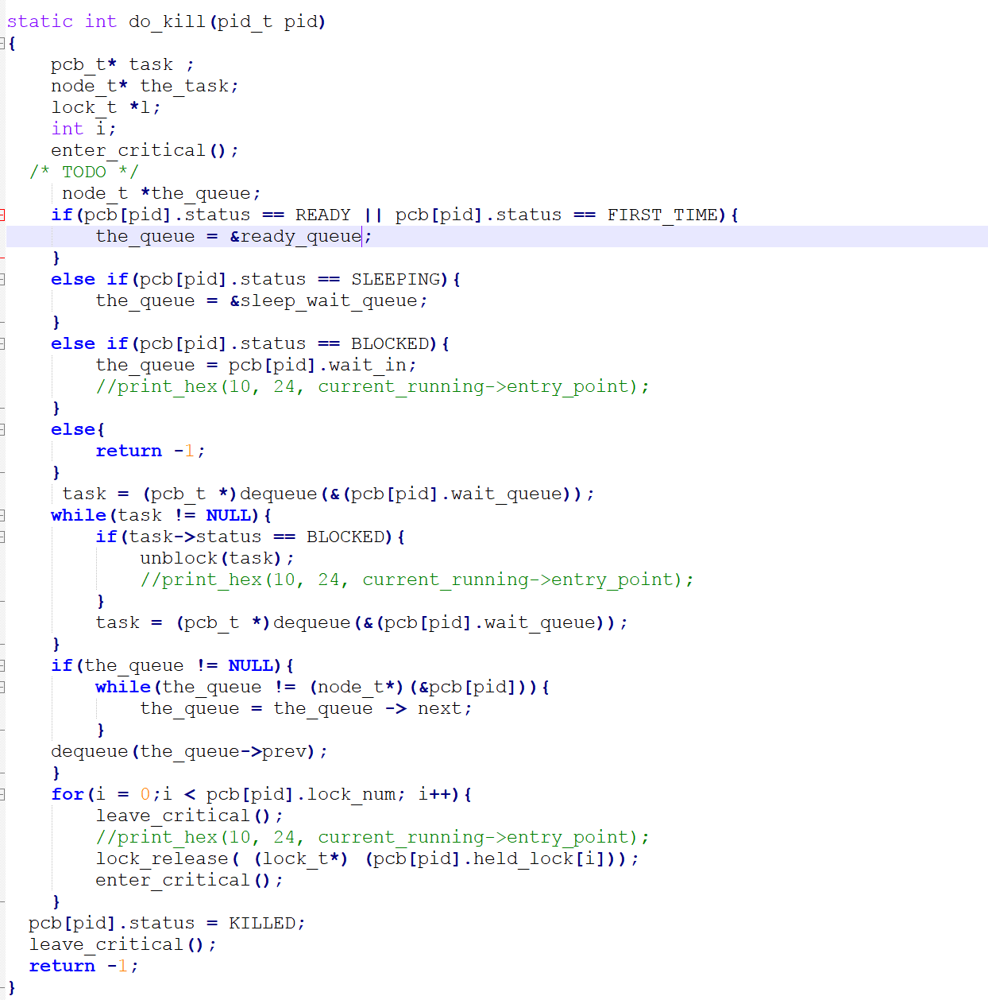 static int do_kill(pid_t pid)
{
    pcb_t* task ;
    node_t* the_task;
    lock_t *l;
    int i;
    enter_critical();
  /* TODO */
     node_t *the_queue;
    if(pcb[pid].status == READY || pcb[pid].status == FIRST_TIME){
        the_queue = &ready_queue;
    }
    else if(pcb[pid].status == SLEEPING){
        the_queue = &sleep_wait_queue;
    }
    else if(pcb[pid].status == BLOCKED){
        the_queue = pcb[pid].wait_in;
        //print_hex(10, 24, current_running->entry_point);
    }
    else{
        return -1;
    }
     task = (pcb_t *)dequeue(&(pcb[pid].wait_queue));
    while(task != NULL){
        if(task->status == BLOCKED){
            unblock(task);
            //print_hex(10, 24, current_running->entry_point);
        }
        task = (pcb_t *)dequeue(&(pcb[pid].wait_queue));
    }
    if(the_queue != NULL){
        while(the_queue != (node_t*)(&pcb[pid])){
            the_queue = the_queue -> next;
        }
    dequeue(the_queue->prev);
    }
    for(i = 0;i < pcb[pid].lock_num; i++){
        leave_critical();
        //print_hex(10, 24, current_running->entry_point);
        lock_release( (lock_t*) (pcb[pid].held_lock[i]));
        enter_critical();
    }
  pcb[pid].status = KILLED;
  leave_critical();
  return -1;
}